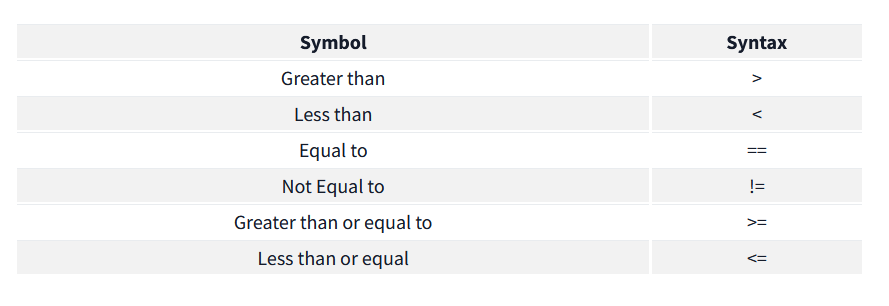 Symbol Syntax
Greater than >
Less than <
Equal to ==
Not Equal to !=
Greater than or equal to >=
Less than or equal <=